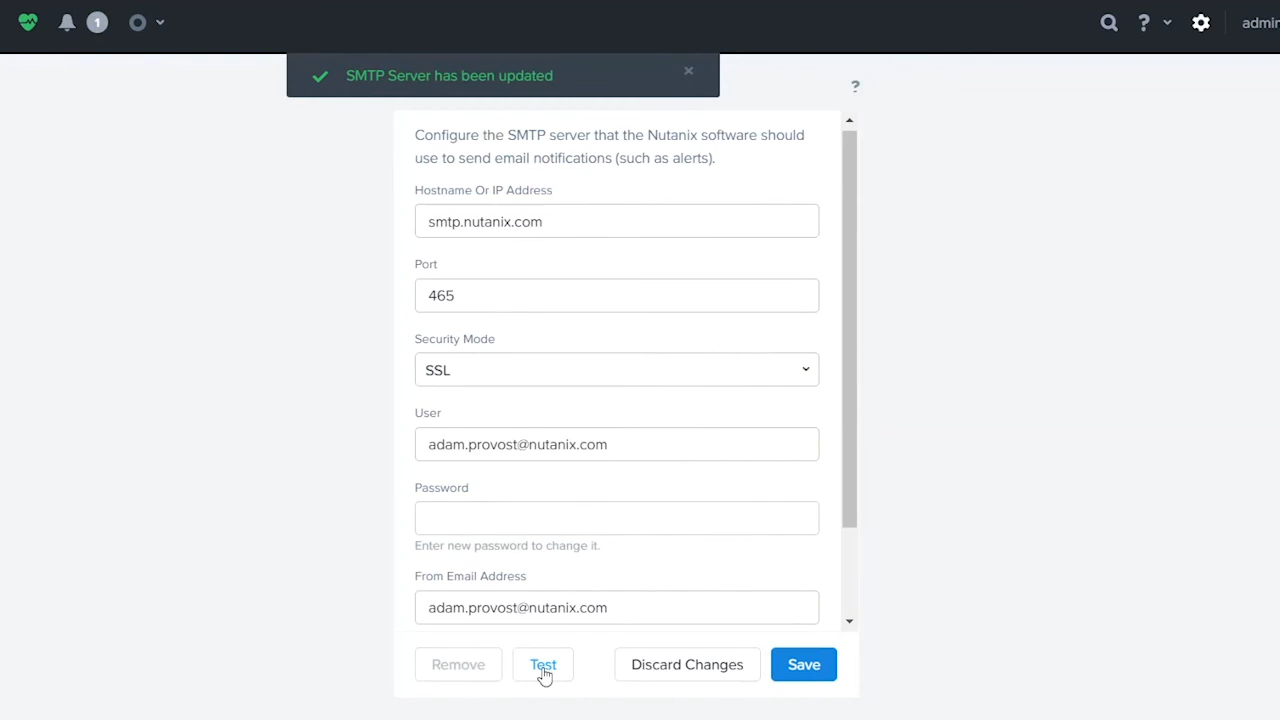 1
?
admin
SMTP Server has been updated
×
?
Configure the SMTP server that the Nutanix software should
use to send email notifications (such as alerts).
Hostname Or IP Address
smtp.nutanix.com
Port
465
Security Mode
SSL
User
adam.provost@nutanix.com
Password
Enter new password to change it.
From Email Address
adam.provost@nutanix.com
Remove
Test
Discard Changes
Save